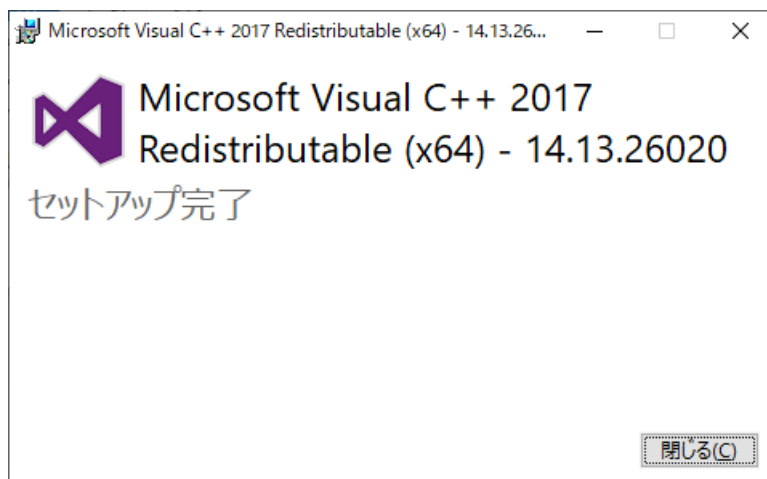 Microsoft Visual C++ 2017 Redistributable (x64) - 14.13.26...
Microsoft Visual C++ 2017
Redistributable (x64) - 14.13.26020
セットアップ完了
閉じる(C)